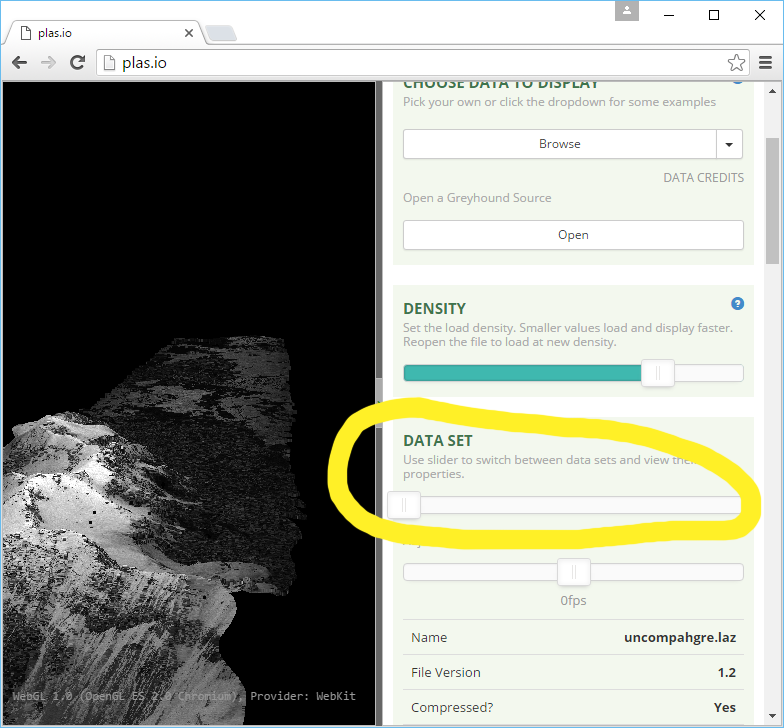 plas.io
plas.io
CHOOSE DATA TO DISPLAY
Pick your own or click the dropdown for some examples
Browse
DATA CREDITS
Open a Greyhound Source
Open
DENSITY
Set the load density. Smaller values load and display faster.
Reopen the file to load at new density.
DATA SET
Use slider to switch between data sets and view
properties.
0fps
Name uncompahgre.laz
File Version 1.2
Compressed? Yes
WebGL 1.0 (OpenGL ES 2.0 Chromium), Provider: WebKit